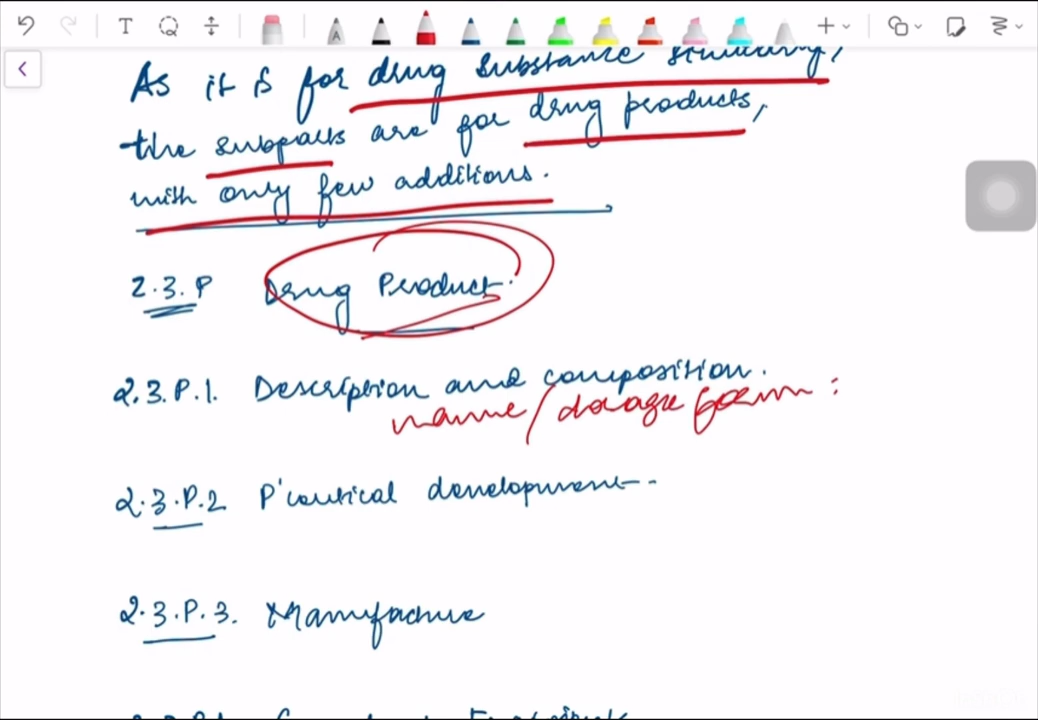 As it is for drug substance similarly,
the subparts are for drug products,
with only few additions.
2.3.P Drug Product.
2.3.P.1. Description and composition.
name/dosage form:
2.3.P.2 P'ceutical development.
2.3.P.3. Manufacture